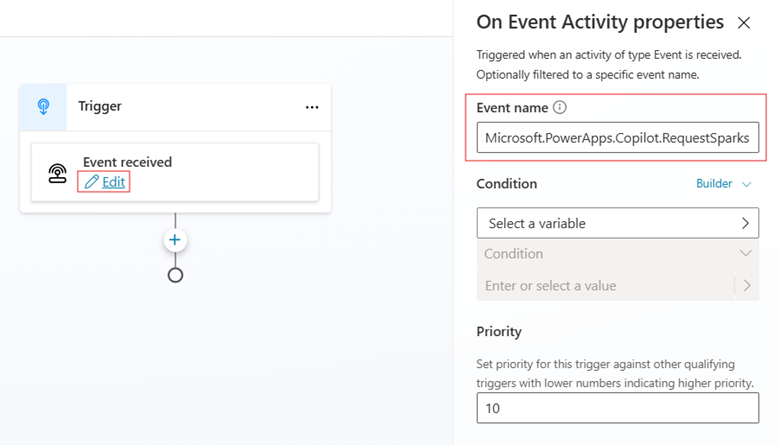 Trigger
Event received
Edit
On Event Activity properties
Triggered when an activity of type Event is received.
Optionally filtered to a specific event name.
Event name
Microsoft.PowerApps.Copilot.RequestSparks
Condition
Builder
Select a variable
Condition
Enter or select a value
Priority
Set priority for this trigger against other qualifying
triggers with lower numbers indicating higher priority.
10